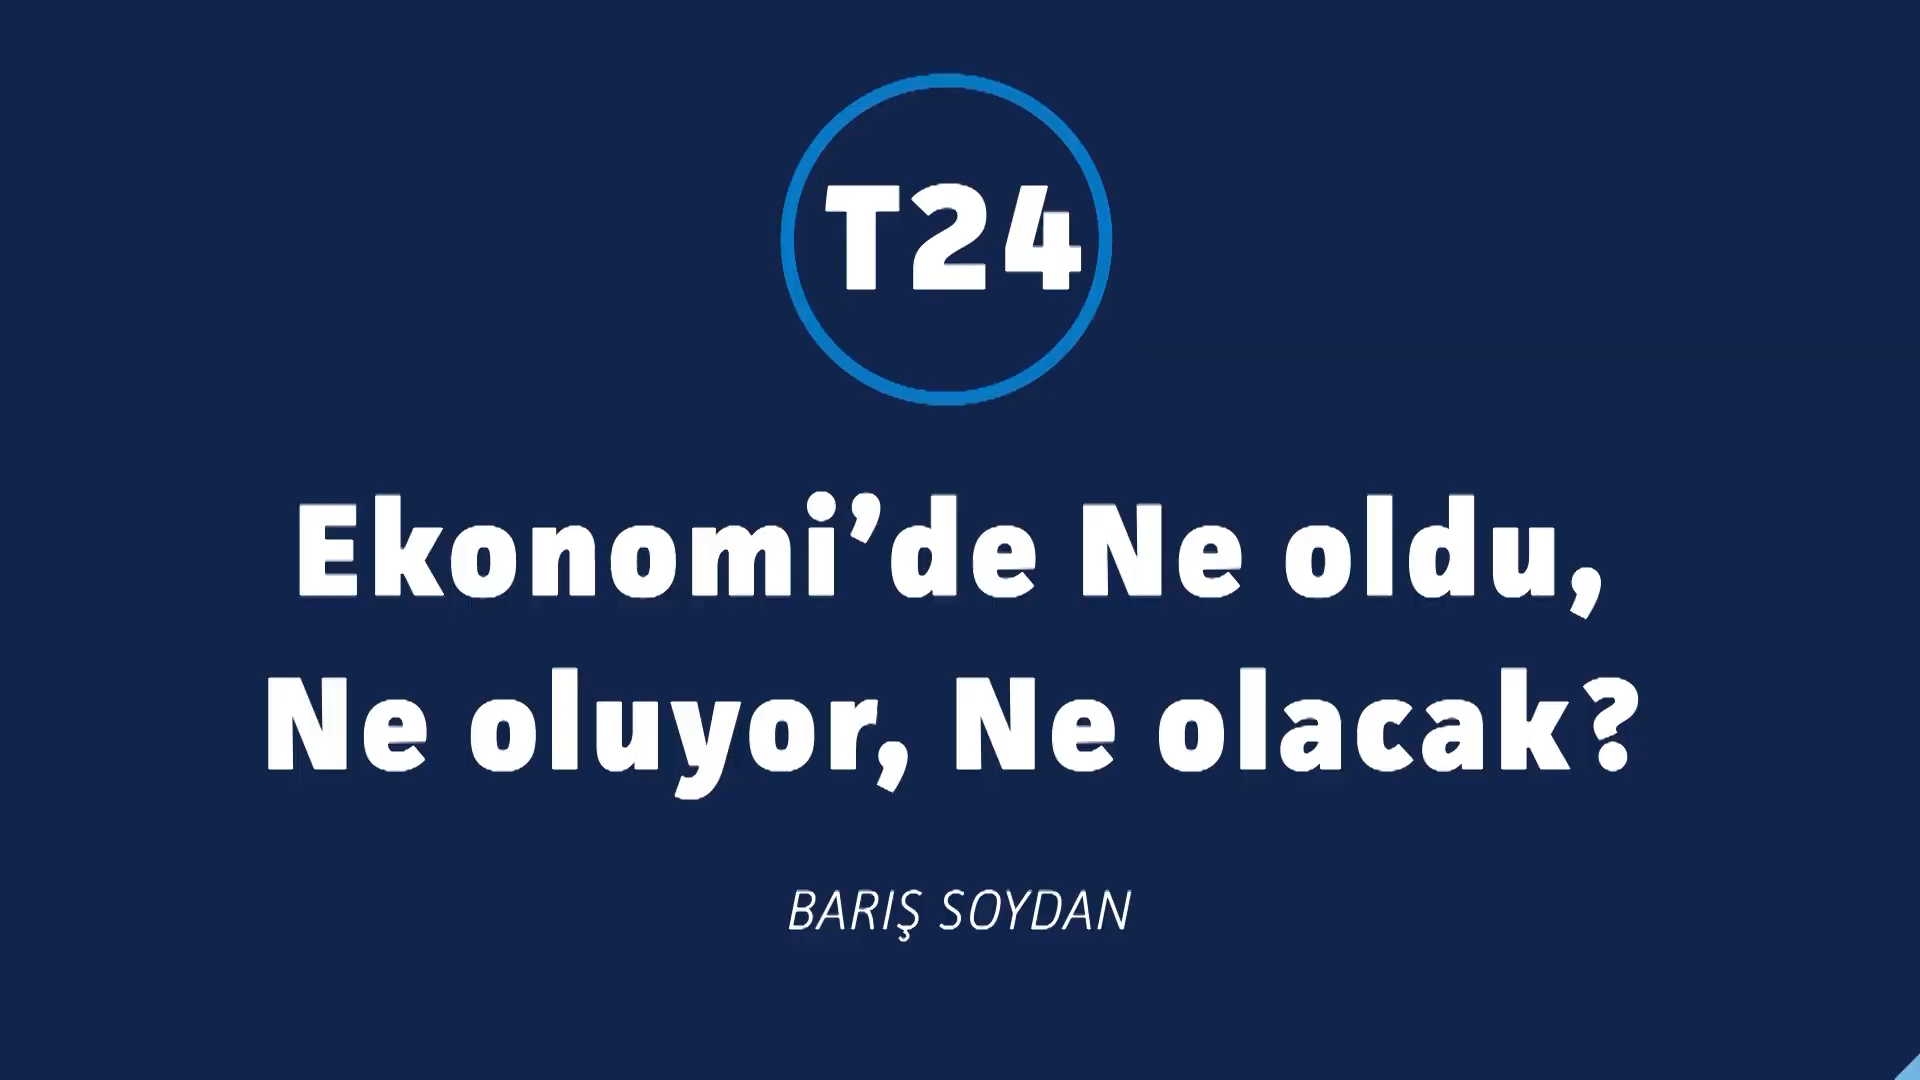 T24
Ekonomi’de Ne oldu,
Ne oluyor, Ne olacak?
BARIŞ SOYDAN